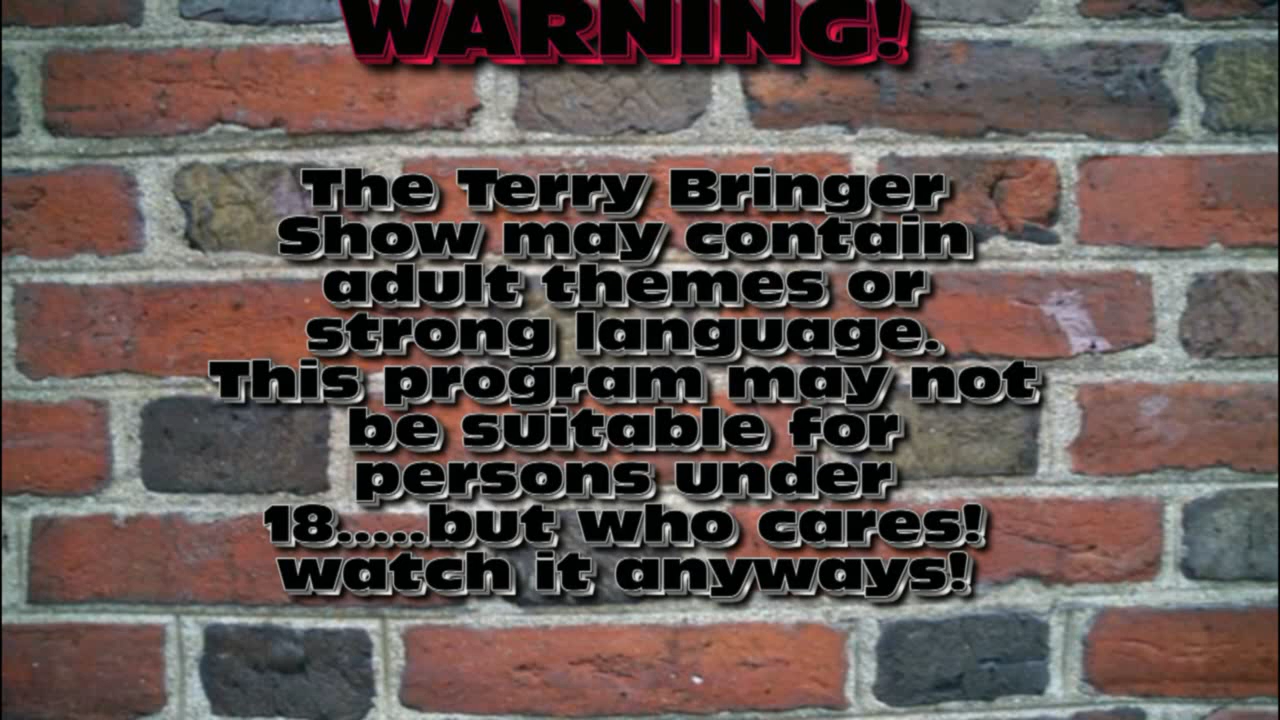 WARNING!
The Terry Bringer
Show may contain
adult themes or
strong language.
This program may not
be suitable for
persons under
18.....but who cares!
watch it anyways!